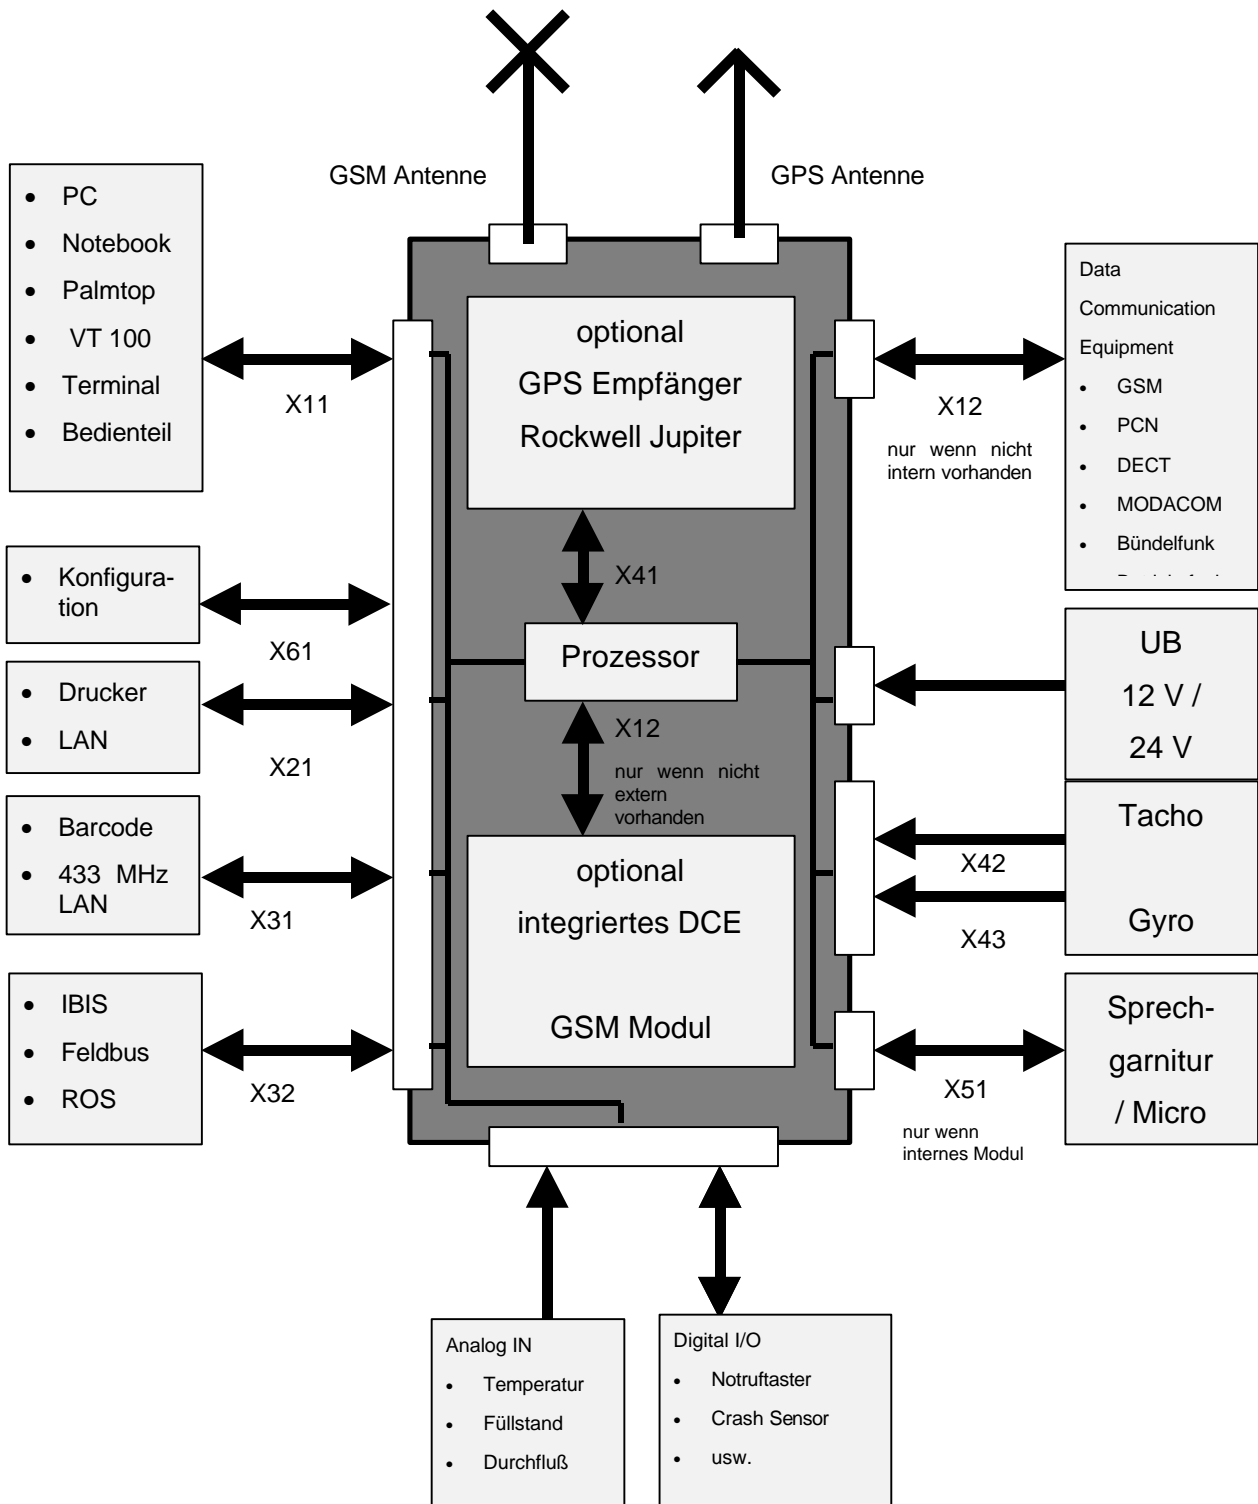 GSM Antenne
GPS Antenne
• PC
• Notebook
• Palmtop
• VT 100
• Terminal
• Bedienteil
X11
• Konfigura-
tion
X61
• Drucker
• LAN
X21
• Barcode
• 433 MHz
LAN
X31
• IBIS
• Feldbus
• ROS
X32
optional
GPS Empfänger
Rockwell Jupiter
X41
Prozessor
X12
nur wenn nicht
extern
vorhanden
optional
integriertes DCE
GSM Modul
Data
Communication
Equipment
• GSM
• PCN
• DECT
• MODACOM
• Bündelfunk
X12
nur wenn nicht
intern vorhanden
UB
12 V /
24 V
Tacho
Gyro
X42
X43
Sprech-
garnitur
/ Micro
X51
nur wenn
internes Modul
Analog IN
• Temperatur
• Füllstand
• Durchfluß
Digital I/O
• Notruftaster
• Crash Sensor
• usw.